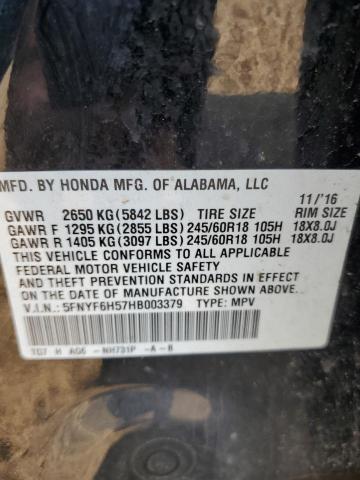 MFD. BY HONDA MFG. OF ALABAMA, LLC
11/'16
GVWR 2650 KG(5842 LBS) TIRE SIZE RIM SIZE
GAWR F 1295 KG(2855 LBS)245/60R18 105H 18X8.0J
GAWR R 1405 KG(3097 LBS)245/60R18 105H 18X8.0J
THIS VEHICLE CONFORMS TO ALL APPLICABLE
FEDERAL MOTOR VEHICLE SAFETY
AND THEFT PREVENTION STANDARDS IN EFFECT
ON THE DATE OF MANUFACTURE SHOWN ABOVE.
V.I.N.: 5FNYF6H57HB003379 TYPE: MPV
TG7 H A06 -NH731P -A-B